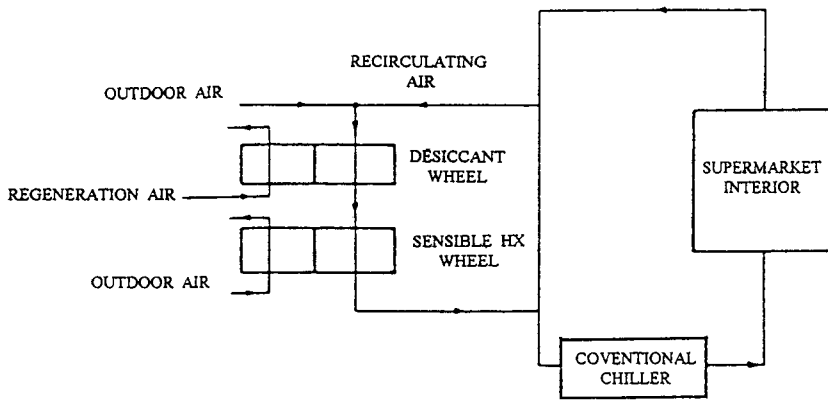 RECIRCULATING
AIR
OUTDOOR AIR
DESICCANT
WHEEL
SUPERMARKET
INTERIOR
REGENERATION AIR
SENSIBLE HX
WHEEL
OUTDOOR AIR
COVENTIONAL
CHILLER